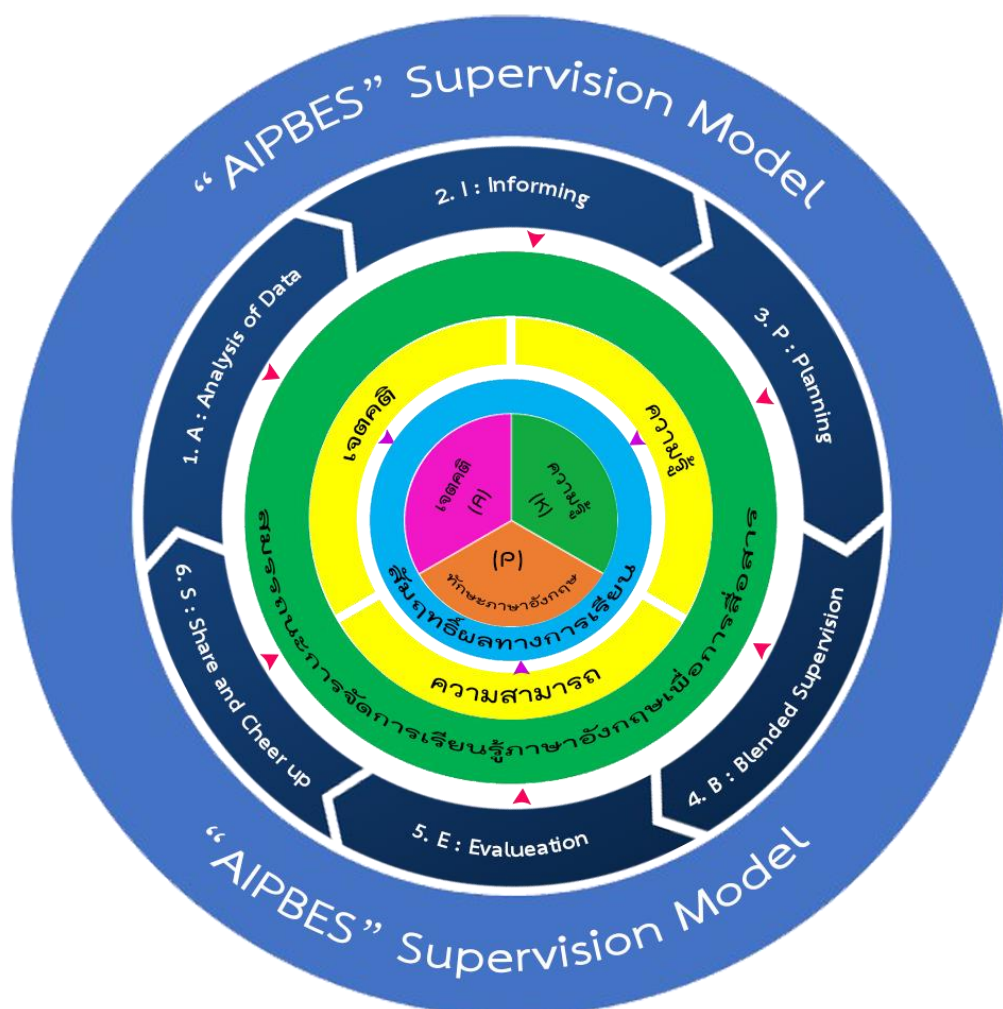 “AIPBES” Supervision Model
1. A : Analysis of Data
2. I : Informing
3. P : Planning
4. B : Blended Supervision
5. E : Evalueation
6. S : Share and Cheer up
สมรรถนะการจัดการเรียนรู้ภาษาอังกฤษเพื่อการสื่อสาร
เจตคติ
ความรู้
ความสามารถ
สัมฤทธิ์ผลทางการเรียน
เจตคติ
(A)
ความรู้
(K)
(P)
ทักษะภาษาอังกฤษ
“AIPBES” Supervision Model